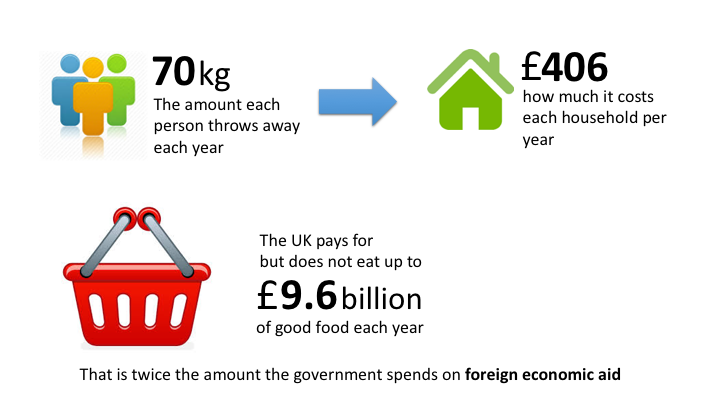 70kg
The amount each
person throws away
each year
£406
how much it costs
each household per
year
The UK pays for
but does not eat up to
£9.6billion
of good food each year
That is twice the amount the government spends on foreign economic aid